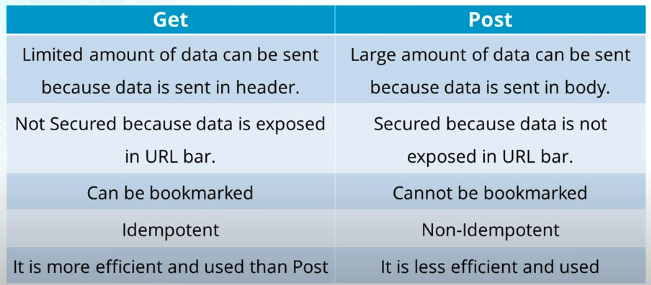 Get Post
Limited amount of data can be sent
because data is sent in header.
Large amount of data can be sent
because data is sent in body.
Not Secured because data is exposed
in URL bar.
Secured because data is not
exposed in URL bar.
Can be bookmarked Cannot be bookmarked
Idempotent Non-Idempotent
It is more efficient and used than Post It is less efficient and used